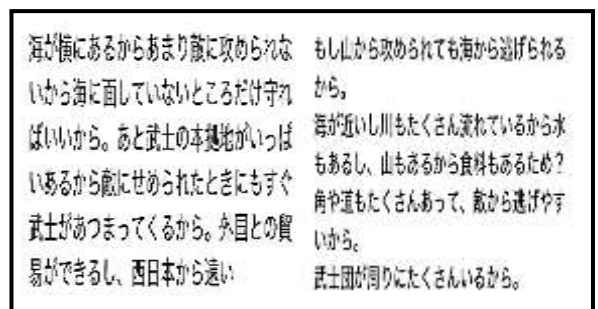 海が横にあるからあまり敵に攻められな
いから海に面していないところだけ守れ
ばいいから。あと武士の本拠地がいっぱ
いあるから敵にせめられたときにもすぐ
武士があつまってくるから。外国との貿
易ができるし、西日本から遠い
もし山から攻められても海から逃げられる
から。
海が近いし川もたくさん流れているから水
もあるし、山もあるから食料もあるため？
角や道もたくさんあって、敵から逃げやす
いから。
武士団が周りにたくさんいるから。